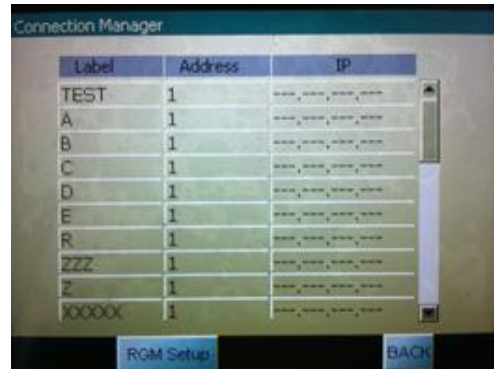 Connection Manager
Label Address IP
TEST 1 ---.---.---.---
A 1 ---.---.---.---
B 1 ---.---.---.---
C 1 ---.---.---.---
D 1 ---.---.---.---
E 1 ---.---.---.---
R 1 ---.---.---.---
ZZZ 1 ---.---.---.---
Z 1 ---.---.---.---
XXXXX 1 ---.---.---.---
RGM Setup BACK